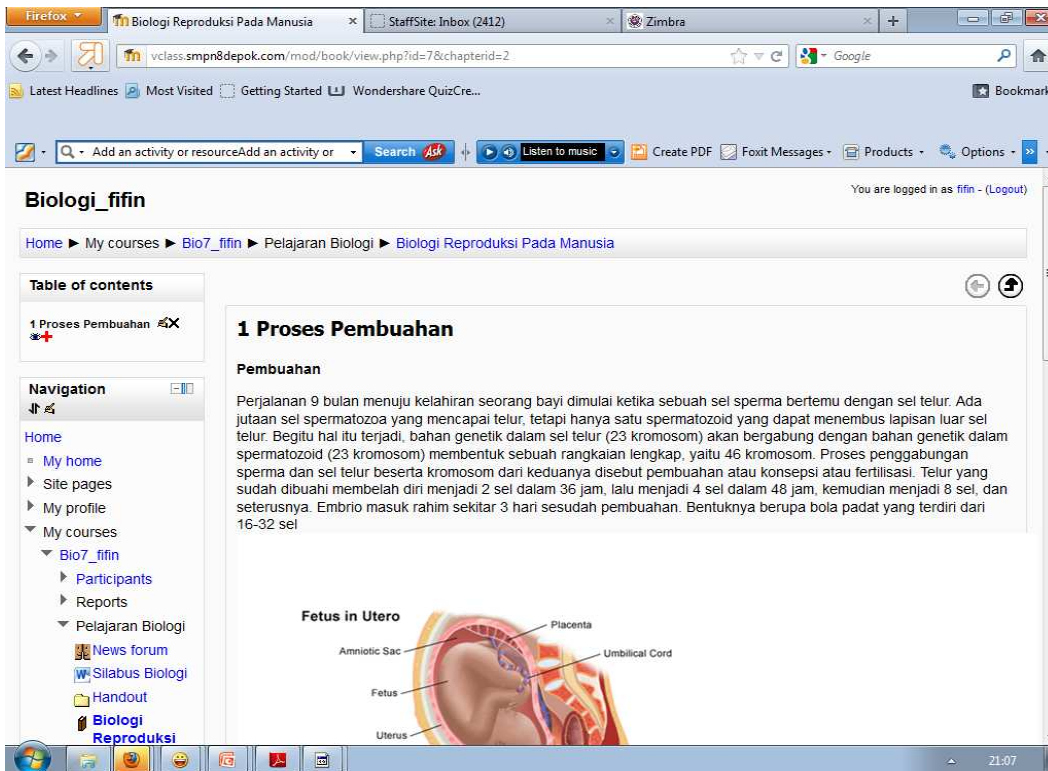 Firefox
Biologi Reproduksi Pada Manusia
StaffSite: Inbox (2412)
Zimbra
vclass.smpn8depok.com/mod/book/view.php?id=7&chapterid=2
Google
Latest Headlines
Most Visited
Getting Started
Wondershare QuizCre...
Bookmark
Add an activity or resourceAdd an activity or
Search
Ask
Listen to music
Create PDF
Foxit Messages
Products
Options
Biologi_fifin
You are logged in as fifin - (Logout)
Home ► My courses ► Bio7_fifin ► Pelajaran Biologi ► Biologi Reproduksi Pada Manusia
Table of contents
1 Proses Pembuahan
Navigation
Home
My home
Site pages
My profile
My courses
Bio7_fifin
Participants
Reports
Pelajaran Biologi
News forum
Silabus Biologi
Handout
Biologi
Reproduksi
1 Proses Pembuahan
Pembuahan
Perjalanan 9 bulan menuju kelahiran seorang bayi dimulai ketika sebuah sel sperma bertemu dengan sel telur. Ada
jutaan sel spermatozoa yang mencapai telur, tetapi hanya satu spermatozoid yang dapat menembus lapisan luar sel
telur. Begitu hal itu terjadi, bahan genetik dalam sel telur (23 kromosom) akan bergabung dengan bahan genetik dalam
spermatozoid (23 kromosom) membentuk sebuah rangkaian lengkap, yaitu 46 kromosom. Proses penggabungan
sperma dan sel telur beserta kromosom dari keduanya disebut pembuahan atau konsepsi atau fertilisasi. Telur yang
sudah dibuahi membelah diri menjadi 2 sel dalam 36 jam, lalu menjadi 4 sel dalam 48 jam, kemudian menjadi 8 sel, dan
seterusnya. Embrio masuk rahim sekitar 3 hari sesudah pembuahan. Bentuknya berupa bola padat yang terdiri dari
16-32 sel
Fetus in Utero
Placenta
Amniotic Sac
Umbilical Cord
Fetus
Uterus
21:07